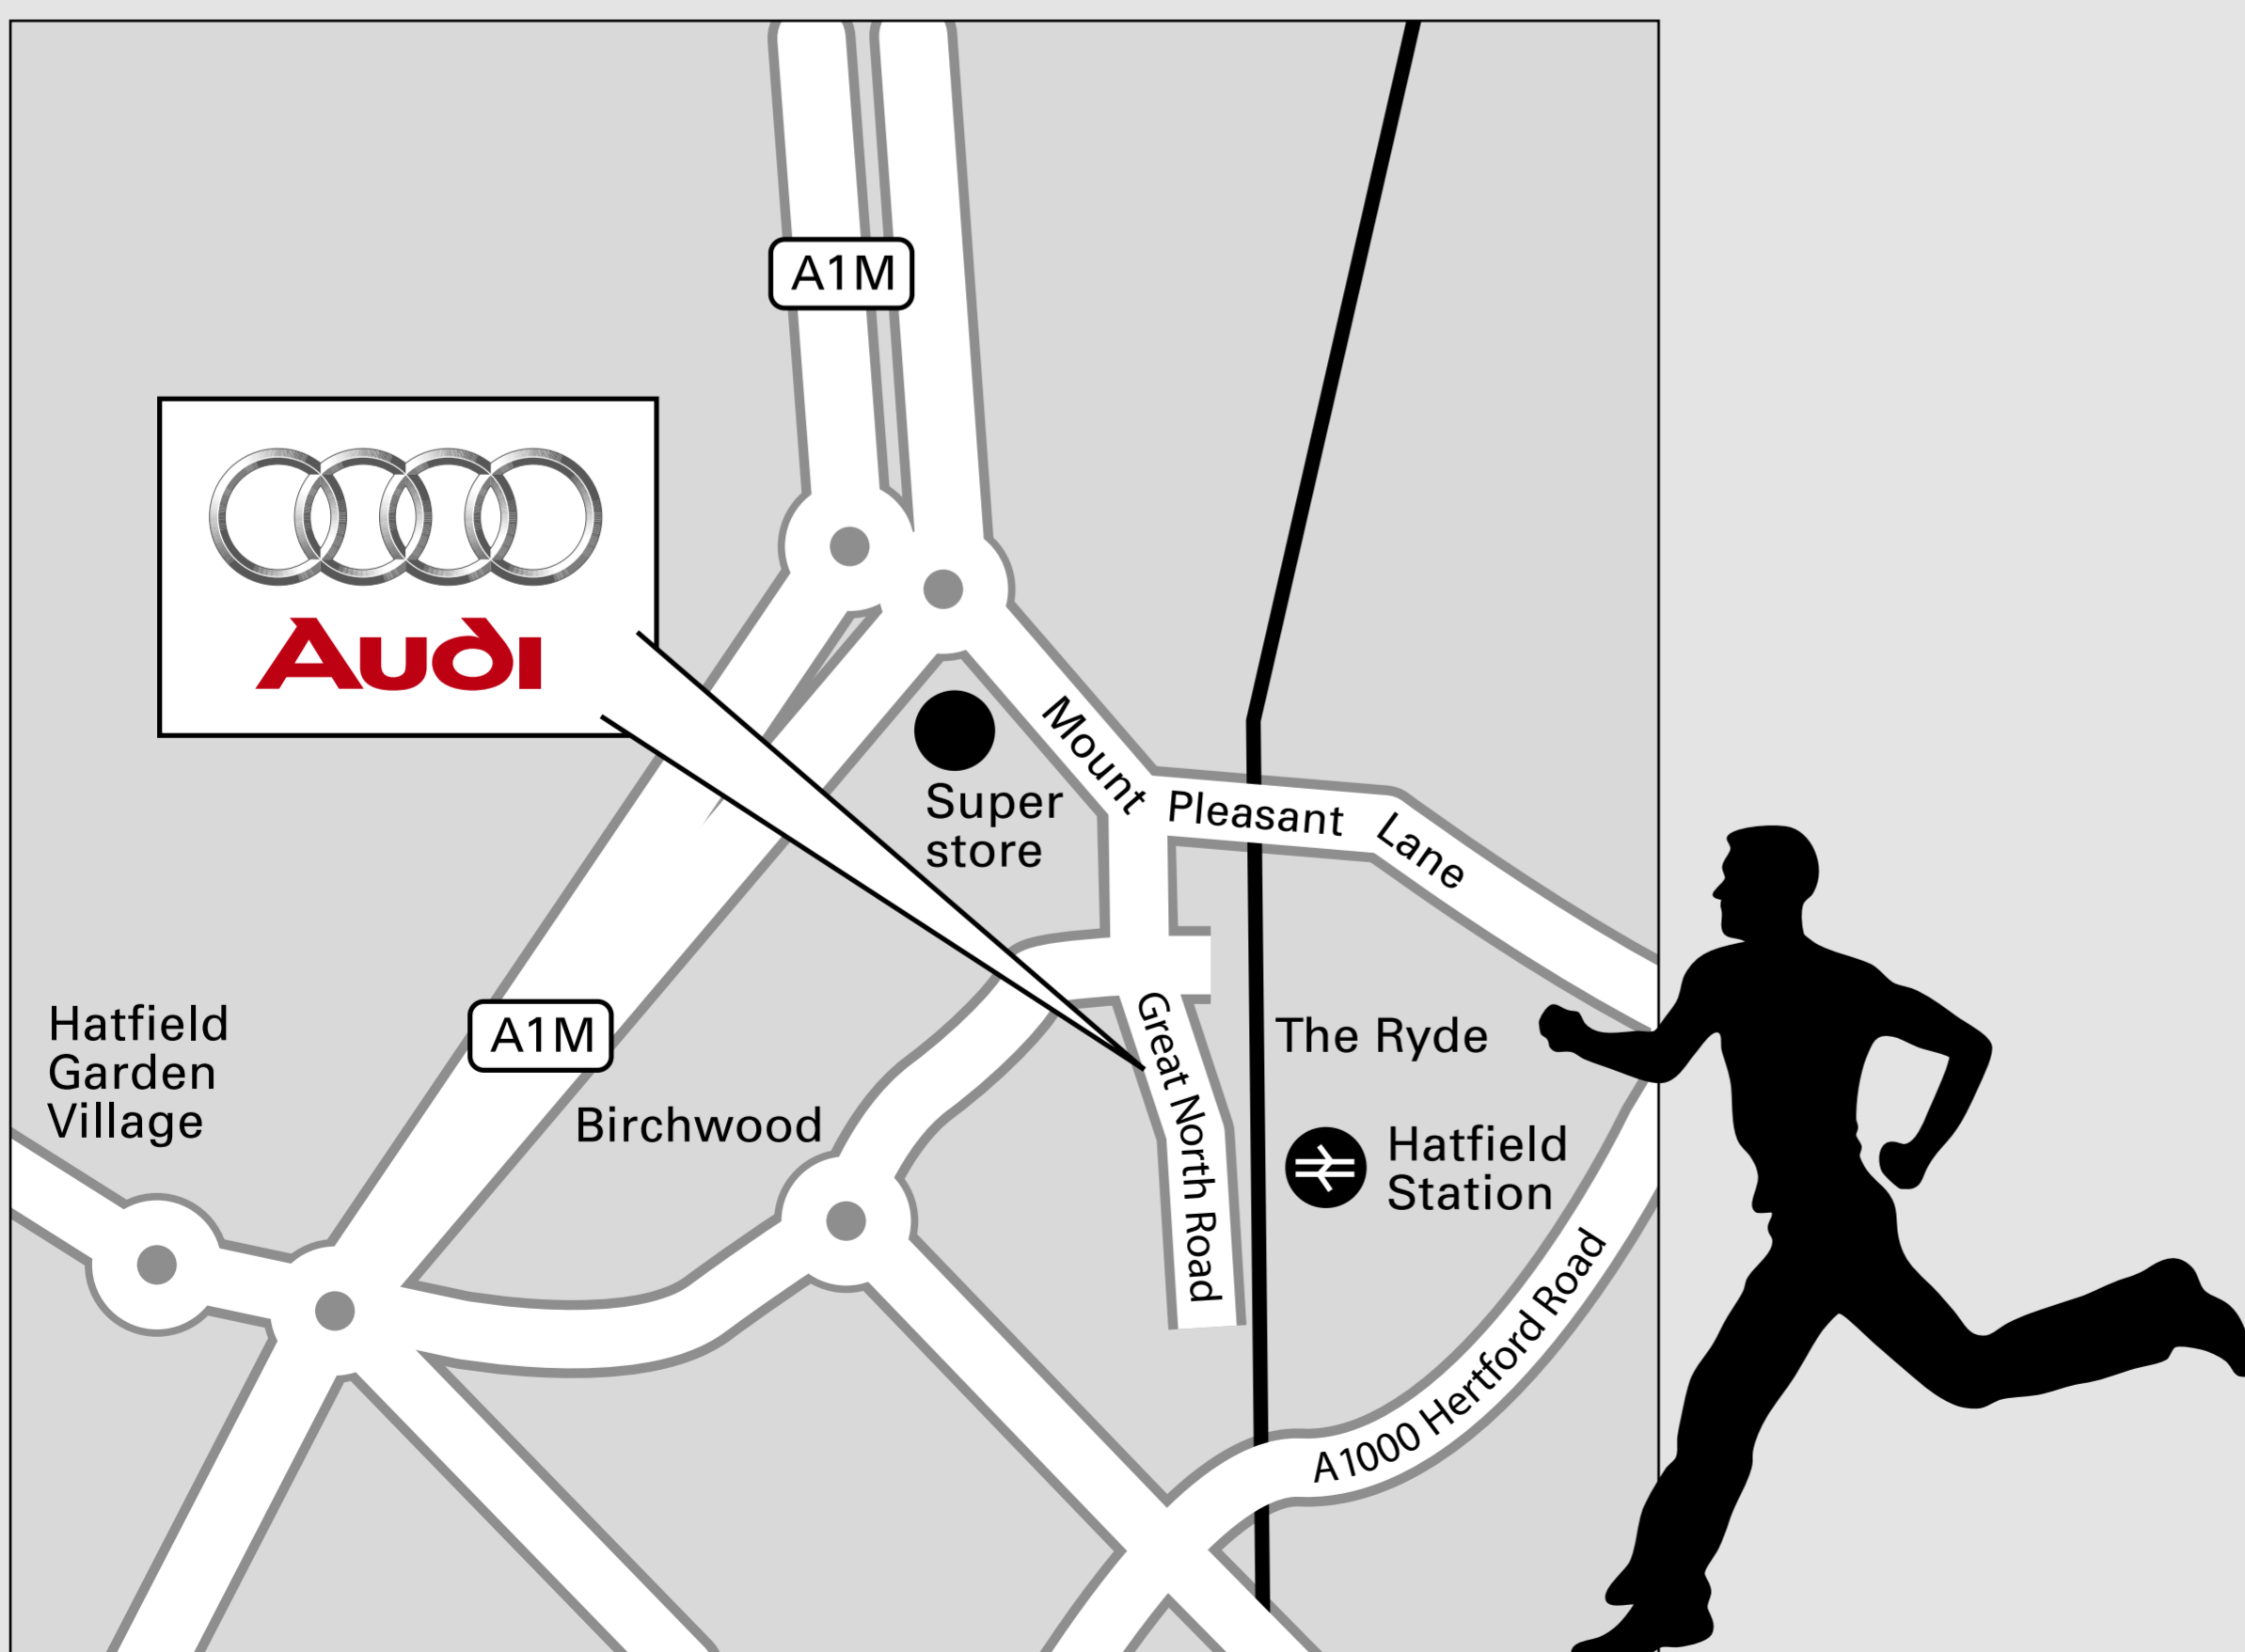 A1M
Audi
Mount Pleasant Lane
Super
store
Great North Road
Hatfield
Garden
Village
A1M
The Ryde
Birchwood
Hatfield
Station
A1000 Hertford Road